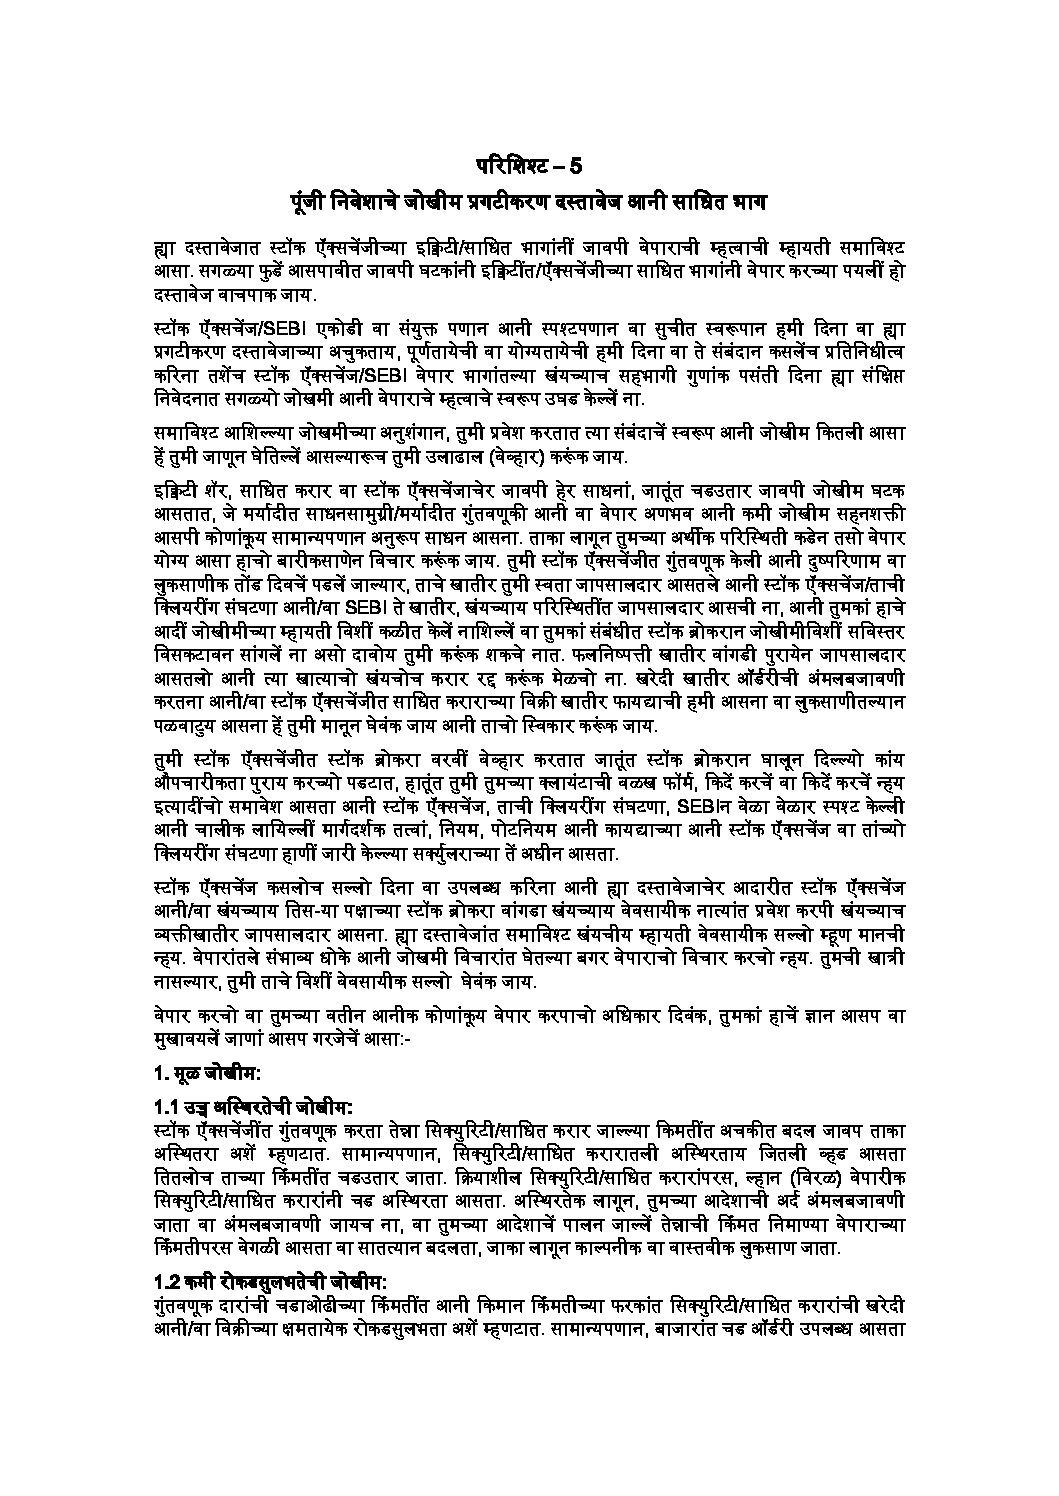 परिशिश्ट – 5
पूंजी निवेशाचे जोखीम प्रगटीकरण दस्तावेज आनी साधित भाग
ह्या दस्तावेजात स्टॉक ऍक्सचेंजीच्या इक्विटी/साधित भागांनीं जावपी वेपाराची म्हत्वाची म्हायती समाविश्ट
आसा. सगळ्या फुडें आसपावीत जावपी घटकांनी इक्विटींत/ऍक्सचेंजीच्या साधित भागांनी वेपार करच्या पयलीं हो
दस्तावेज वाचपाक जाय.
स्टॉक ऍक्सचेंज/SEBI एकोडी वा संयुक्त पणान आनी स्पश्टपणान वा सुचीत स्वरूपान हमी दिना वा ह्या
प्रगटीकरण दस्तावेजाच्या अचुकताय, पूर्णतायेची वा योग्यतायेची हमी दिना वा ते संबंदान कसलेंच प्रतिनिधीत्व
करिना तशेंच स्टॉक ऍक्सचेंज/SEBI वेपार भागांतल्या खंयच्याच सहभागी गुणांक पसंती दिना ह्या संक्षिप्त
निवेदनात सगळ्यो जोखमी आनी वेपाराचे म्हत्वाचे स्वरूप उघड केल्लें ना.
समाविश्ट आशिल्ल्या जोखमीच्या अनुशंगान, तुमी प्रवेश करतात त्या संबंदाचें स्वरूप आनी जोखीम कितली आसा
हें तुमी जाणून घेतिल्लें आसल्यारूच तुमी उलाढाल (वेव्हार) करूंक जाय.
इक्विटी शॅर, साधित करार वा स्टॉक ऍक्सचेंजाचेर जावपी हेर साधनां, जातूंत चडउतार जावपी जोखीम घटक
आसतात, जे मर्यादीत साधनसामुग्री/मर्यादीत गुंतवणूकी आनी वा वेपार अणभव आनी कमी जोखीम सहनशक्ती
आसपी कोणांकूय सामान्यपणान अनुरूप साधन आसना. ताका लागून तुमच्या अर्थीक परिस्थिती कडेन तसो वेपार
योग्य आसा हाचो बारीकसाणेन विचार करूंक जाय. तुमी स्टॉक ऍक्सचेंजीत गुंतवणूक केली आनी दुष्परिणाम वा
लुकसाणीक तोंड दिवचें पडलें जाल्यार, ताचे खातीर तुमी स्वता जापसालदार आसतले आनी स्टॉक ऍक्सचेंज/ताची
क्लियरींग संघटणा आनी/वा SEBI ते खातीर, खंयच्याय परिस्थितींत जापसालदार आसची ना, आनी तुमकां हाचे
आदीं जोखीमीच्या म्हायती विशीं कळीत केलें नाशिल्लें वा तुमकां संबंधीत स्टॉक ब्रोकरान जोखीमीविशीं सविस्तर
विसकटावन सांगलें ना असो दावोय तुमी करूंक शकचे नात. फलनिष्पत्ती खातीर वांगडी पुरायेन जापसालदार
आसतलो आनी त्या खात्याचो खंयचोच करार रद्द करूंक मेळचो ना. खरेदी खातीर ऑर्डरीची अंमलबजावणी
करतना आनी/वा स्टॉक ऍक्सचेंजीत साधित कराराच्या विक्री खातीर फायद्याची हमी आसना वा लुकसाणीतल्यान
पळवाटुय आसना हें तुमी मानून घेवंक जाय आनी ताचो स्विकार करूंक जाय.
तुमी स्टॉक ऍक्सचेंजीत स्टॉक ब्रोकरा वरवीं वेव्हार करतात जातूंत स्टॉक ब्रोकरान घालून दिल्ल्यो कांय
औपचारीकता पुराय करच्यो पडटात, हातूंत तुमी तुमच्या क्लायंटाची वळख फॉर्म, किदें करचें वा किदें करचें न्हय
इत्यादींचो समावेश आसता आनी स्टॉक ऍक्सचेंज, ताची क्लियरींग संघटणा, SEBIन वेळा वेळार स्पश्ट केल्ली
आनी चालीक लायिल्लीं मार्गदर्शक तत्वां, नियम, पोटनियम आनी कायद्याच्या आनी स्टॉक ऍक्सचेंज वा तांच्यो
क्लियरींग संघटणा हाणीं जारी केल्ल्या सर्क्युलराच्या तें अधीन आसता.
स्टॉक ऍक्सचेंज कसलोच सल्लो दिना वा उपलब्ध करिना आनी ह्या दस्तावेजाचेर आदारीत स्टॉक ऍक्सचेंज
आनी/वा खंयच्याय तिस-या पक्षाच्या स्टॉक ब्रोकरा वांगडा खंयच्याय वेवसायीक नात्यांत प्रवेश करपी खंयच्याच
व्यक्तीखातीर जापसालदार आसना. ह्या दस्तावेजांत समाविश्ट खंयचीय म्हायती वेवसायीक सल्लो म्हूण मानची
न्हय. वेपारांतले संभाव्य धोके आनी जोखमी विचारांत घेतल्या बगर वेपाराचो विचार करचो न्हय. तुमची खात्री
नासल्यार, तुमी ताचे विशीं वेवसायीक सल्लो घेवंक जाय.
वेपार करचो वा तुमच्या वतीन आनीक कोणांकूय वेपार करपाचो अधिकार दिवंक, तुमकां हाचें ज्ञान आसप वा
मुखावयलें जाणां आसप गरजेचें आसा:-
1. मूळ जोखीम:
1.1 उच्च अस्थिरतेची जोखीम:
स्टॉक ऍक्सचेंजींत गुंतवणूक करता तेन्ना सिक्युरिटी/साधित करार जाल्ल्या किमतींत अचकीत बदल जावप ताका
अस्थितरा अशें म्हणटात. सामान्यपणान, सिक्युरिटी/साधित करारातली अस्थिरताय जितली व्हड आसता
तितलोच ताच्या किंमतींत चडउतार जाता. क्रियाशील सिक्युरिटी/साधित करारांपरस, ल्हान (विरळ) वेपारीक
सिक्युरिटी/साधित करारांनी चड अस्थिरता आसता. अस्थिरतेक लागून, तुमच्या आदेशाची अर्द अंमलबजावणी
जाता वा अंमलबजावणी जायच ना, वा तुमच्या आदेशाचें पालन जाल्लें तेन्नाची किंमत निमाण्या वेपाराच्या
किंमतीपरस वेगळी आसता वा सातत्यान बदलता, जाका लागून काल्पनीक वा वास्तवीक लुकसाण जाता.
1.2 कमी रोकडसुलभतेची जोखीम:
गुंतवणूक दारांची चडाओढीच्या किंमतींत आनी किमान किंमतीच्या फरकांत सिक्युरिटी/साधित करारांची खरेदी
आनी/वा विक्रीच्या क्षमतायेक रोकडसुलभता अशें म्हणटात. सामान्यपणान, बाजारांत चड ऑर्डरी उपलब्ध आसता